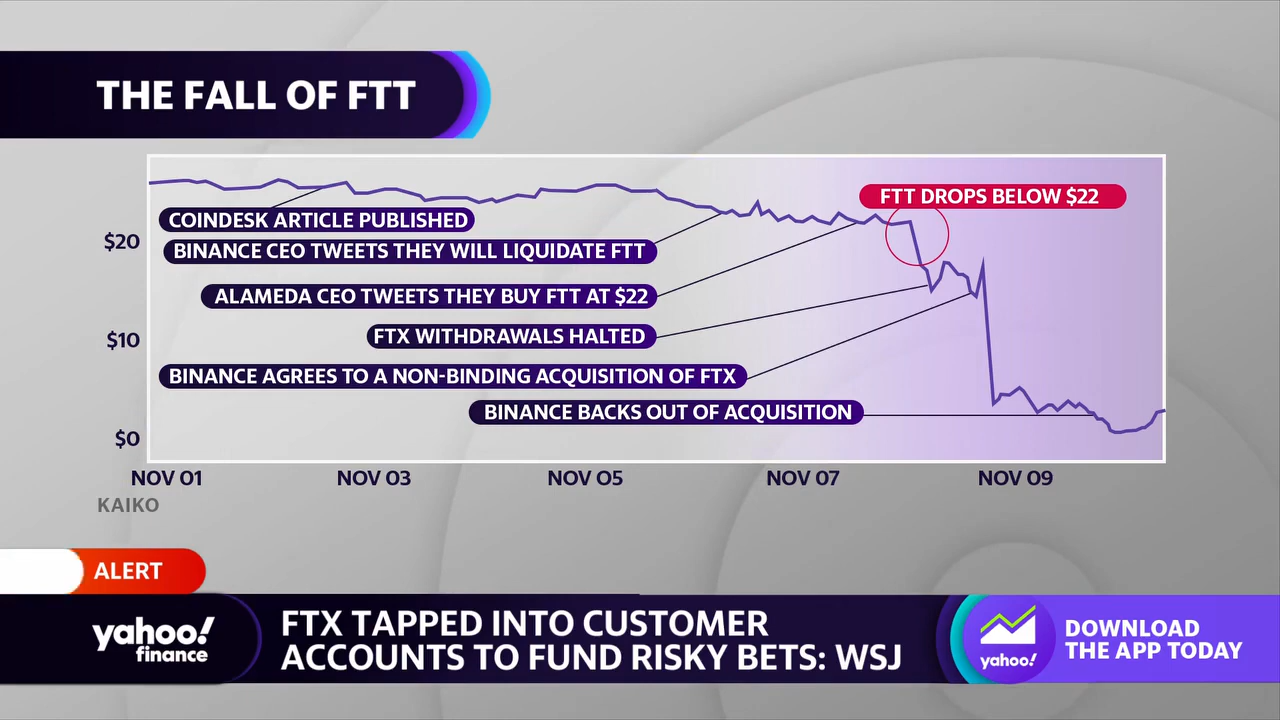 THE FALL OF FTT
FTT DROPS BELOW $22
COINDESK ARTICLE PUBLISHED
$20
BINANCE CEO TWEETS THEY WILL LIQUIDATE FTT
ALAMEDA CEO TWEETS THEY BUY FTT AT $22
$10
FTX WITHDRAWALS HALTED
BINANCE AGREES TO A NON-BINDING ACQUISITION OF FTX
BINANCE BACKS OUT OF ACQUISITION
$0
NOV 01 NOV 03 NOV 05 NOV 07 NOV 09
KAIKO
ALERT
yahoo!
finance
FTX TAPPED INTO CUSTOMER
ACCOUNTS TO FUND RISKY BETS: WSJ
yahoo!
DOWNLOAD
THE APP TODAY